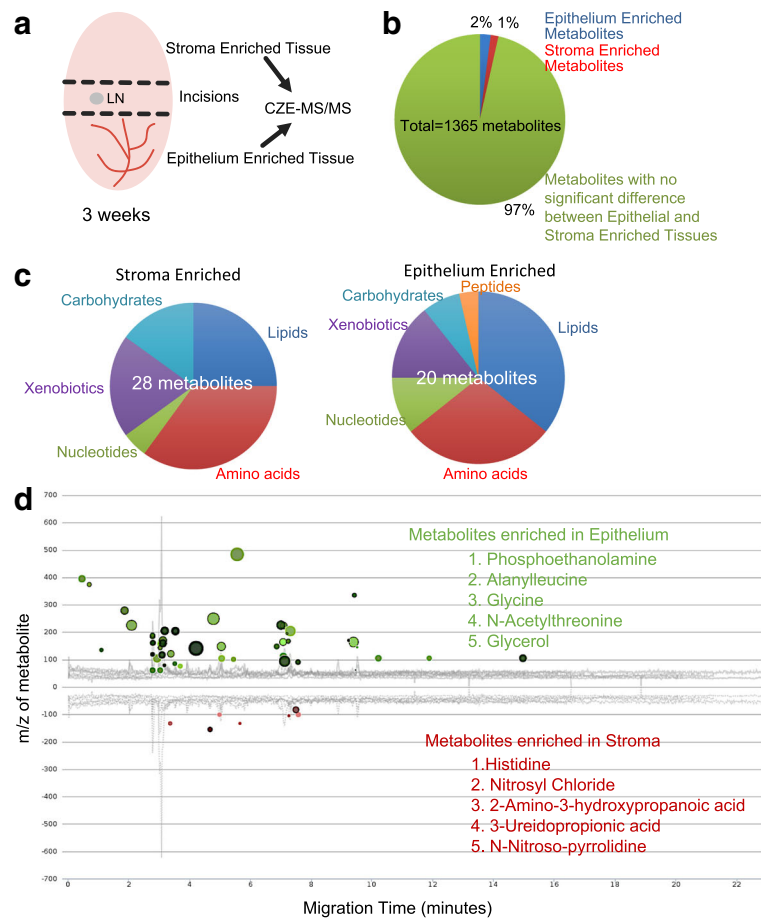 a
Stroma Enriched Tissue
LN
Incisions
CZE-MS/MS
Epithelium Enriched Tissue
3 weeks
b
2% 1%
Epithelium Enriched
Metabolites
Stroma Enriched
Metabolites
Total=1365 metabolites
97%
Metabolites with no
significant difference
between Epithelial and
Stroma Enriched Tissues
c
Stroma Enriched
Carbohydrates
Lipids
Xenobiotics
28 metabolites
Nucleotides
Amino acids
Epithelium Enriched
Peptides
Carbohydrates
Lipids
Xenobiotics
20 metabolites
Nucleotides
Amino acids
d
m/z of metabolite
700
600
500
400
300
200
100
0
-100
-200
-300
-400
-500
-600
-700
Metabolites enriched in Epithelium
1. Phosphoethanolamine
2. Alanylleucine
3. Glycine
4. N-Acetylthreonine
5. Glycerol
Metabolites enriched in Stroma
1.Histidine
2. Nitrosyl Chloride
3. 2-Amino-3-hydroxypropanoic acid
4. 3-Ureidopropionic acid
5. N-Nitroso-pyrrolidine
0 2 4 6 8 10 12 14 16 18 20 22
Migration Time (minutes)